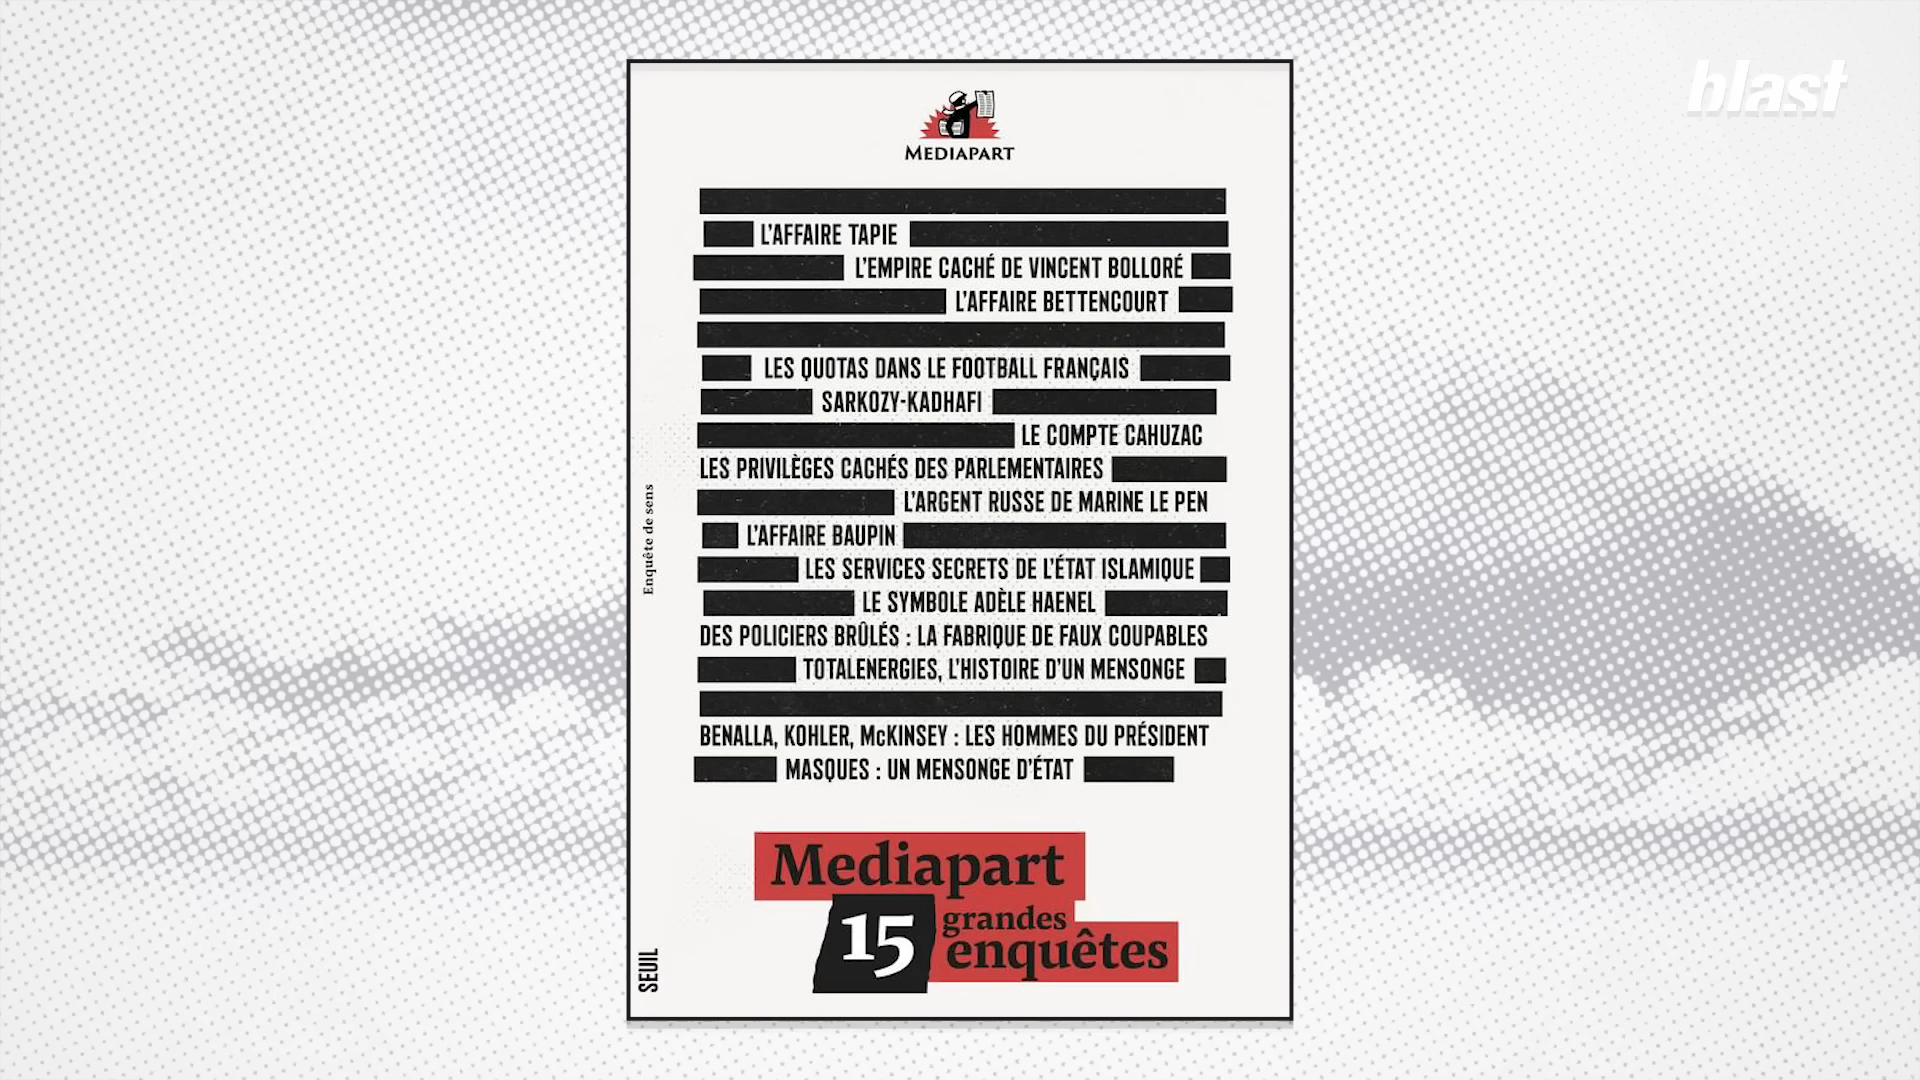 blast
MEDIAPART
L'AFFAIRE TAPIE
L'EMPIRE CACHÉ DE VINCENT BOLLORÉ
L'AFFAIRE BETTENCOURT
LES QUOTAS DANS LE FOOTBALL FRANÇAIS
SARKOZY-KADHAFI
LE COMPTE CAHUZAC
LES PRIVILÈGES CACHÉS DES PARLEMENTAIRES
L'ARGENT RUSSE DE MARINE LE PEN
L'AFFAIRE BAUPIN
LES SERVICES SECRETS DE L'ÉTAT ISLAMIQUE
LE SYMBOLE ADÈLE HAENEL
DES POLICIERS BRÛLÉS : LA FABRIQUE DE FAUX COUPABLES
TOTALENERGIES, L'HISTOIRE D'UN MENSONGE
BENALLA, KOHLER, McKINSEY : LES HOMMES DU PRÉSIDENT
MASQUES : UN MENSONGE D'ÉTAT
Enquête de sens
SEUIL
Mediapart
15 grandes
enquêtes